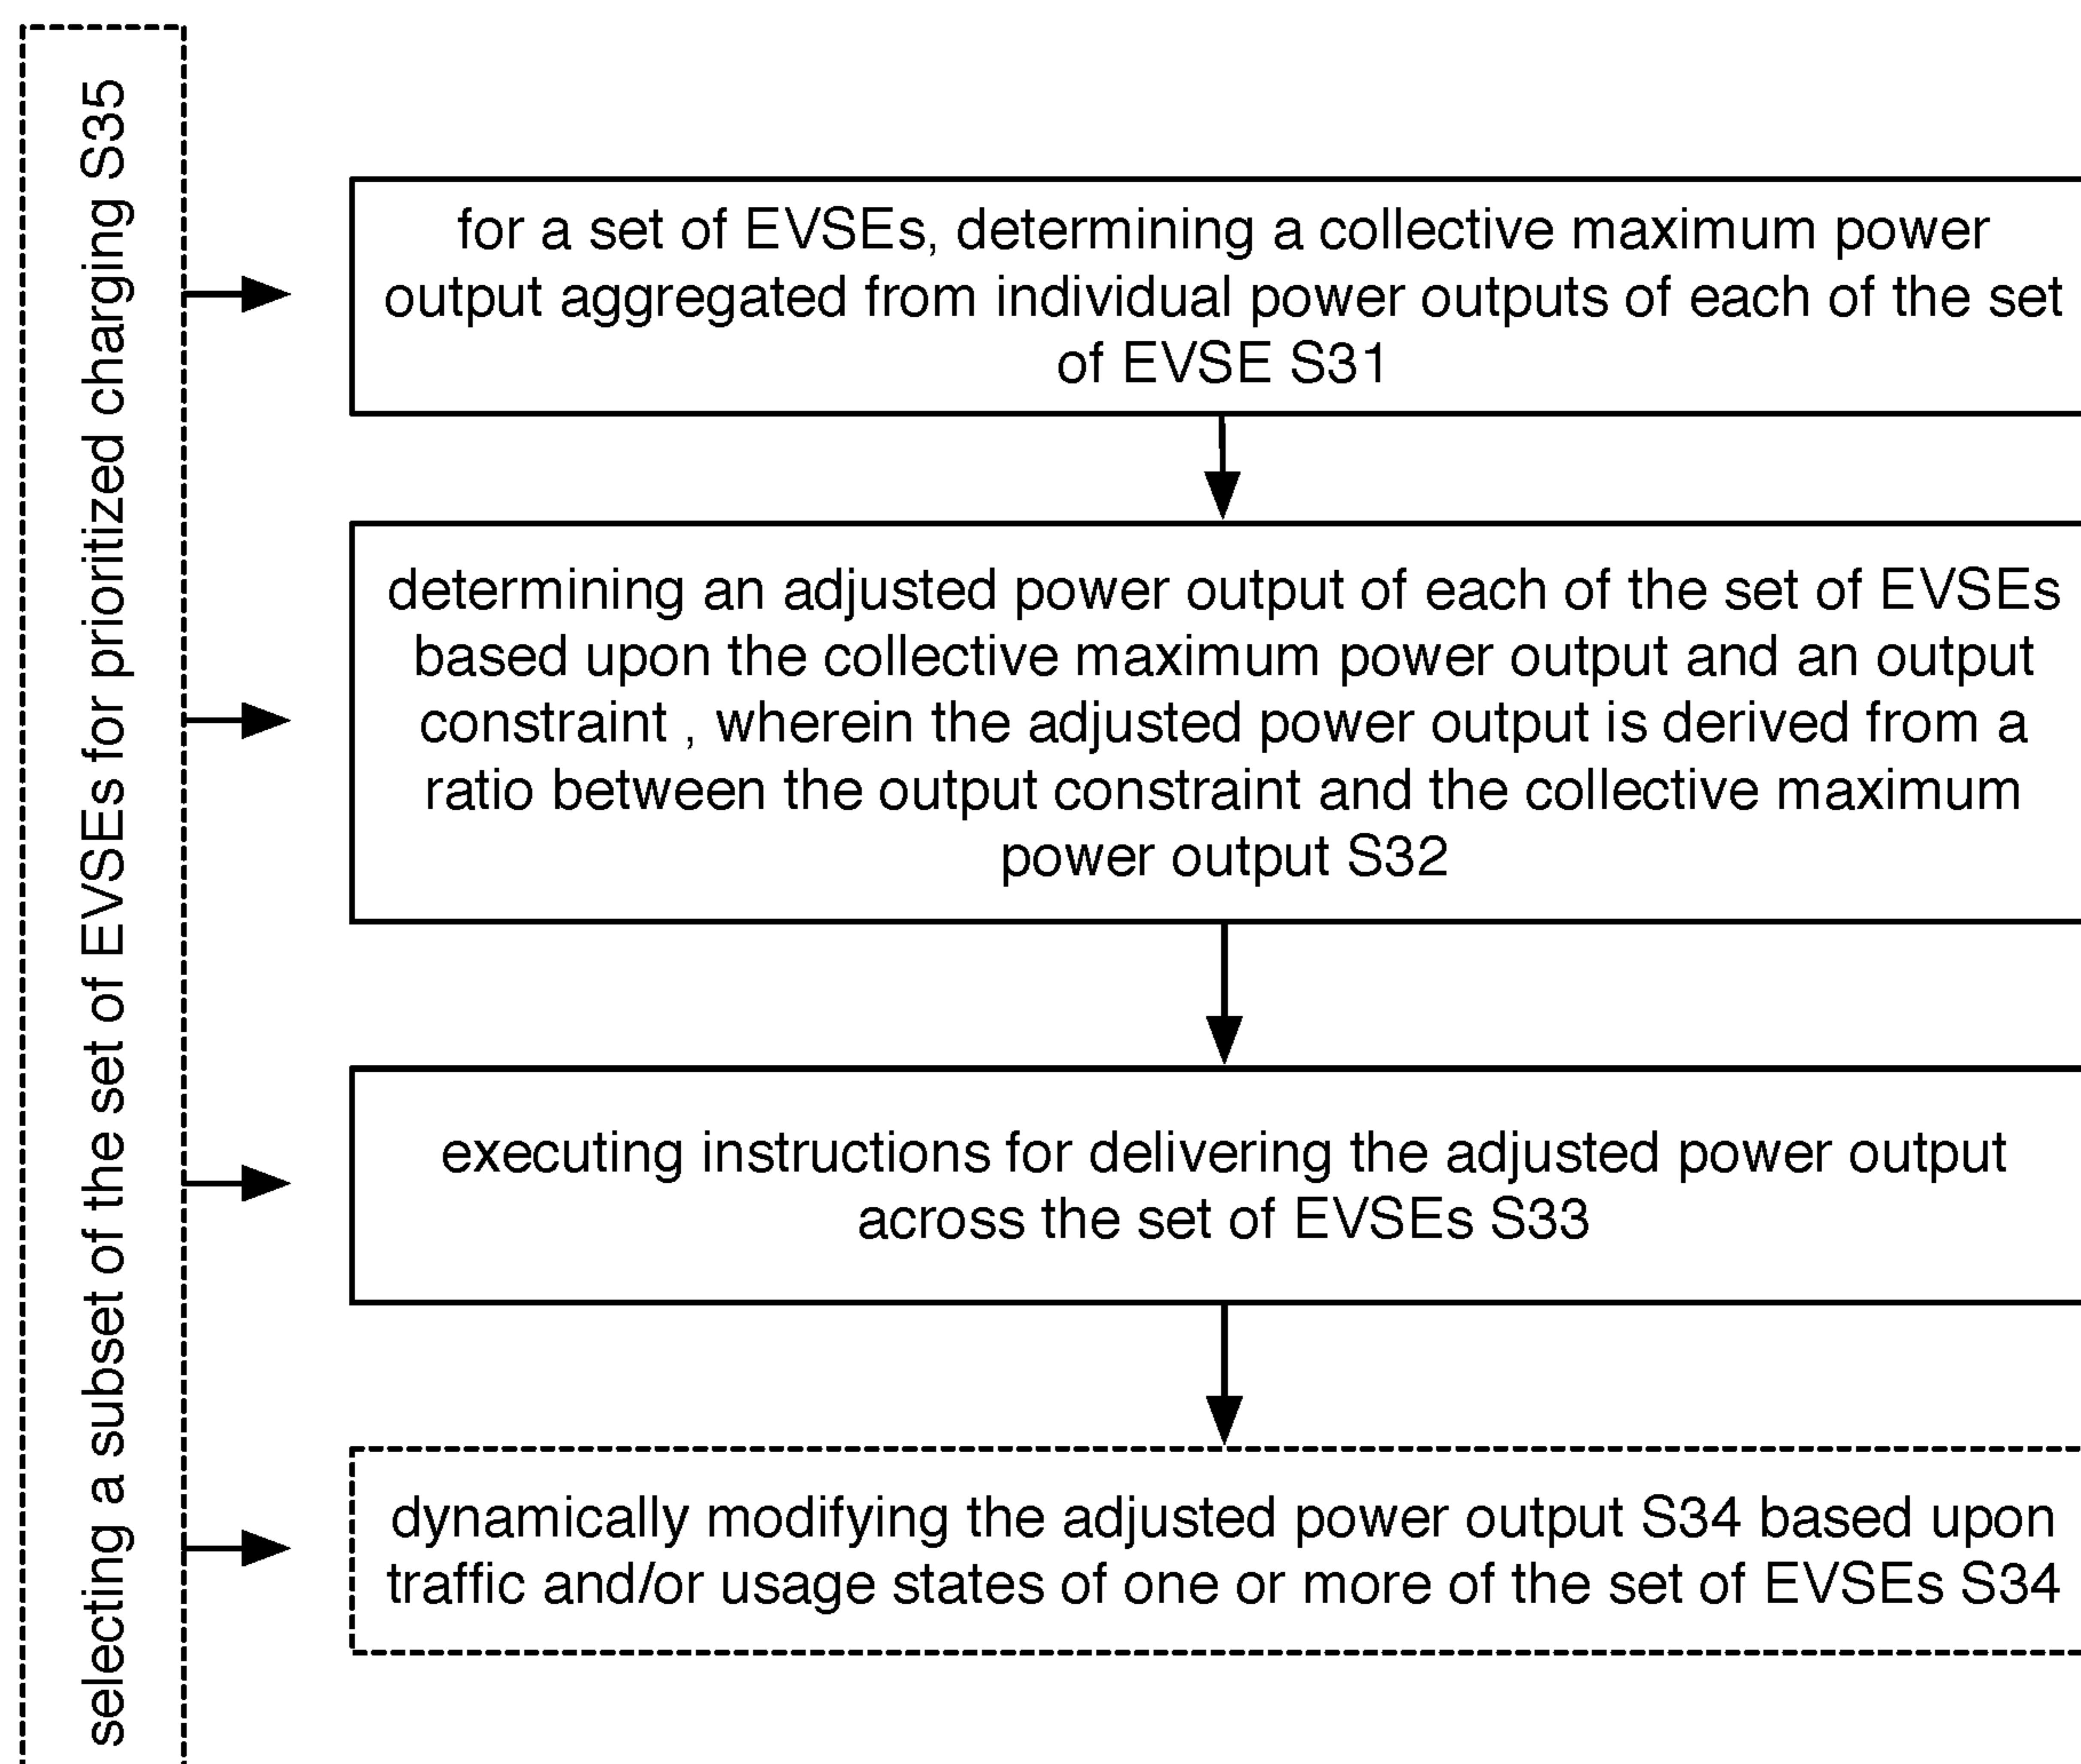 selecting a subset of the set of EVSEs for prioritized charging S35
for a set of EVSEs, determining a collective maximum power
output aggregated from individual power outputs of each of the set
of EVSE S31
determining an adjusted power output of each of the set of EVSEs
based upon the collective maximum power output and an output
constraint , wherein the adjusted power output is derived from a
ratio between the output constraint and the collective maximum
power output S32
executing instructions for delivering the adjusted power output
across the set of EVSEs S33
dynamically modifying the adjusted power output S34 based upon
traffic and/or usage states of one or more of the set of EVSEs S34